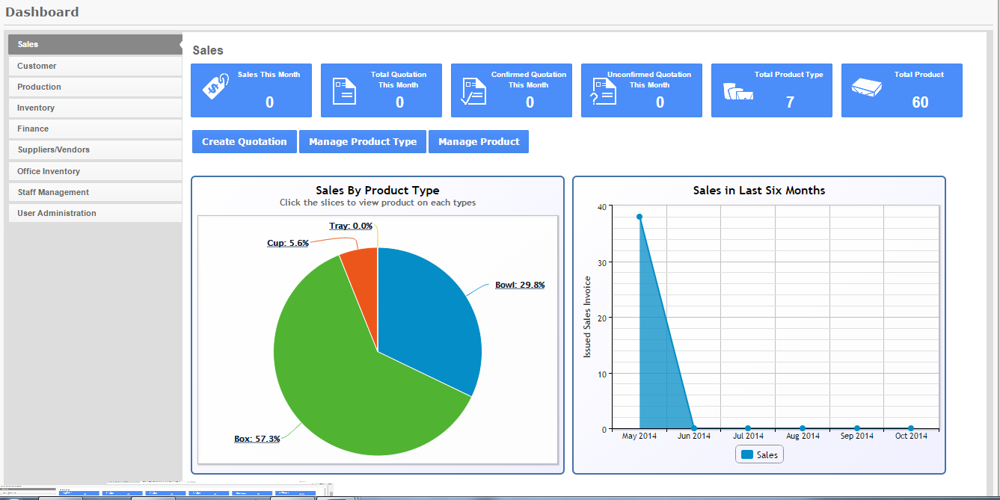 Dashboard
Sales
Customer
Production
Inventory
Finance
Suppliers/Vendors
Office Inventory
Staff Management
User Administration
Sales
Sales This Month
0
Total Quotation
This Month
0
Confirmed Quotation
This Month
0
Unconfirmed Quotation
This Month
0
Total Product Type
7
Total Product
60
Create Quotation
Manage Product Type
Manage Product
Sales By Product Type
Click the slices to view product on each types
Tray: 0.0%
Cup: 5.6%
Bowl: 29.8%
Box: 57.3%
Sales in Last Six Months
Issued Sales Invoice
40
30
20
10
0
May 2014 Jun 2014 Jul 2014 Aug 2014 Sep 2014 Oct 2014
Sales